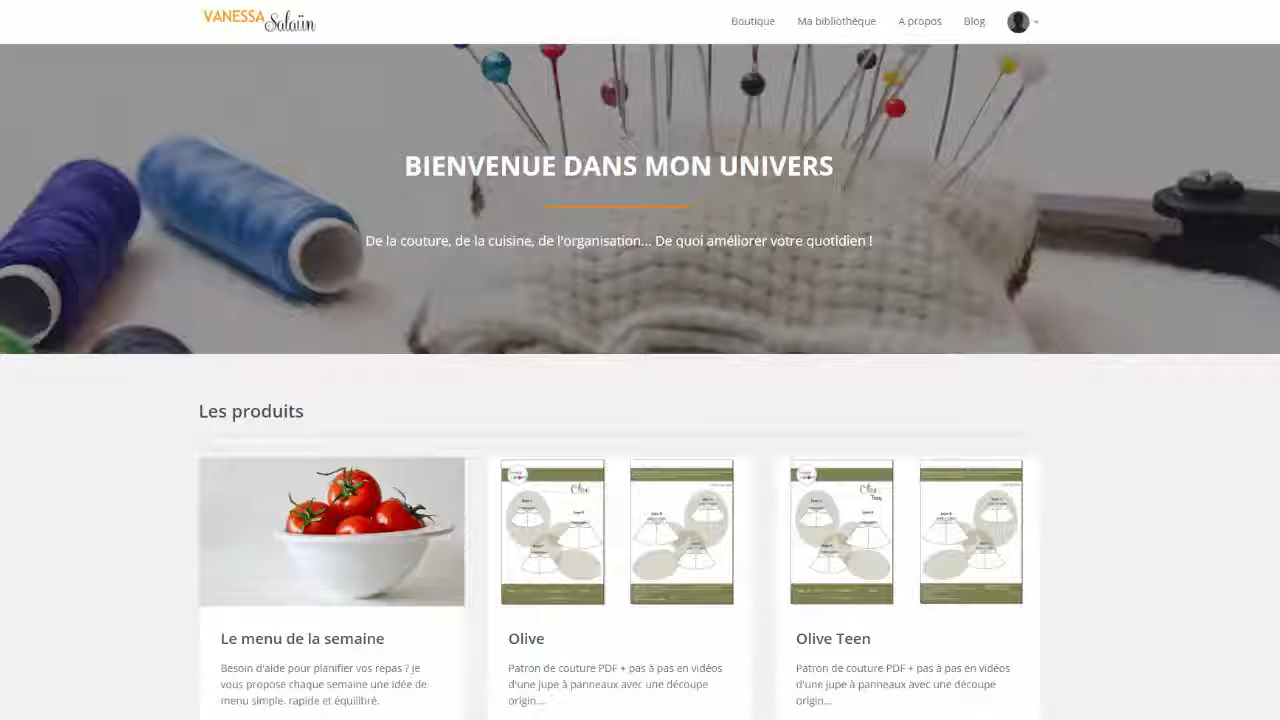 VANESSA Salaün
Boutique Ma bibliothèque A propos Blog
BIENVENUE DANS MON UNIVERS
De la couture, de la cuisine, de l'organisation... De quoi améliorer votre quotidien !
Les produits
Olive
Olive
Teen
Le menu de la semaine
Olive
Olive Teen
Besoin d'aide pour planifier vos repas ? je
vous propose chaque semaine une idée de
menu simple, rapide et équilibré.
Patron de couture PDF + pas à pas en vidéos
d'une jupe à panneaux avec une découpe
origin...
Patron de couture PDF + pas à pas en vidéos
d'une jupe à panneaux avec une découpe
origin...